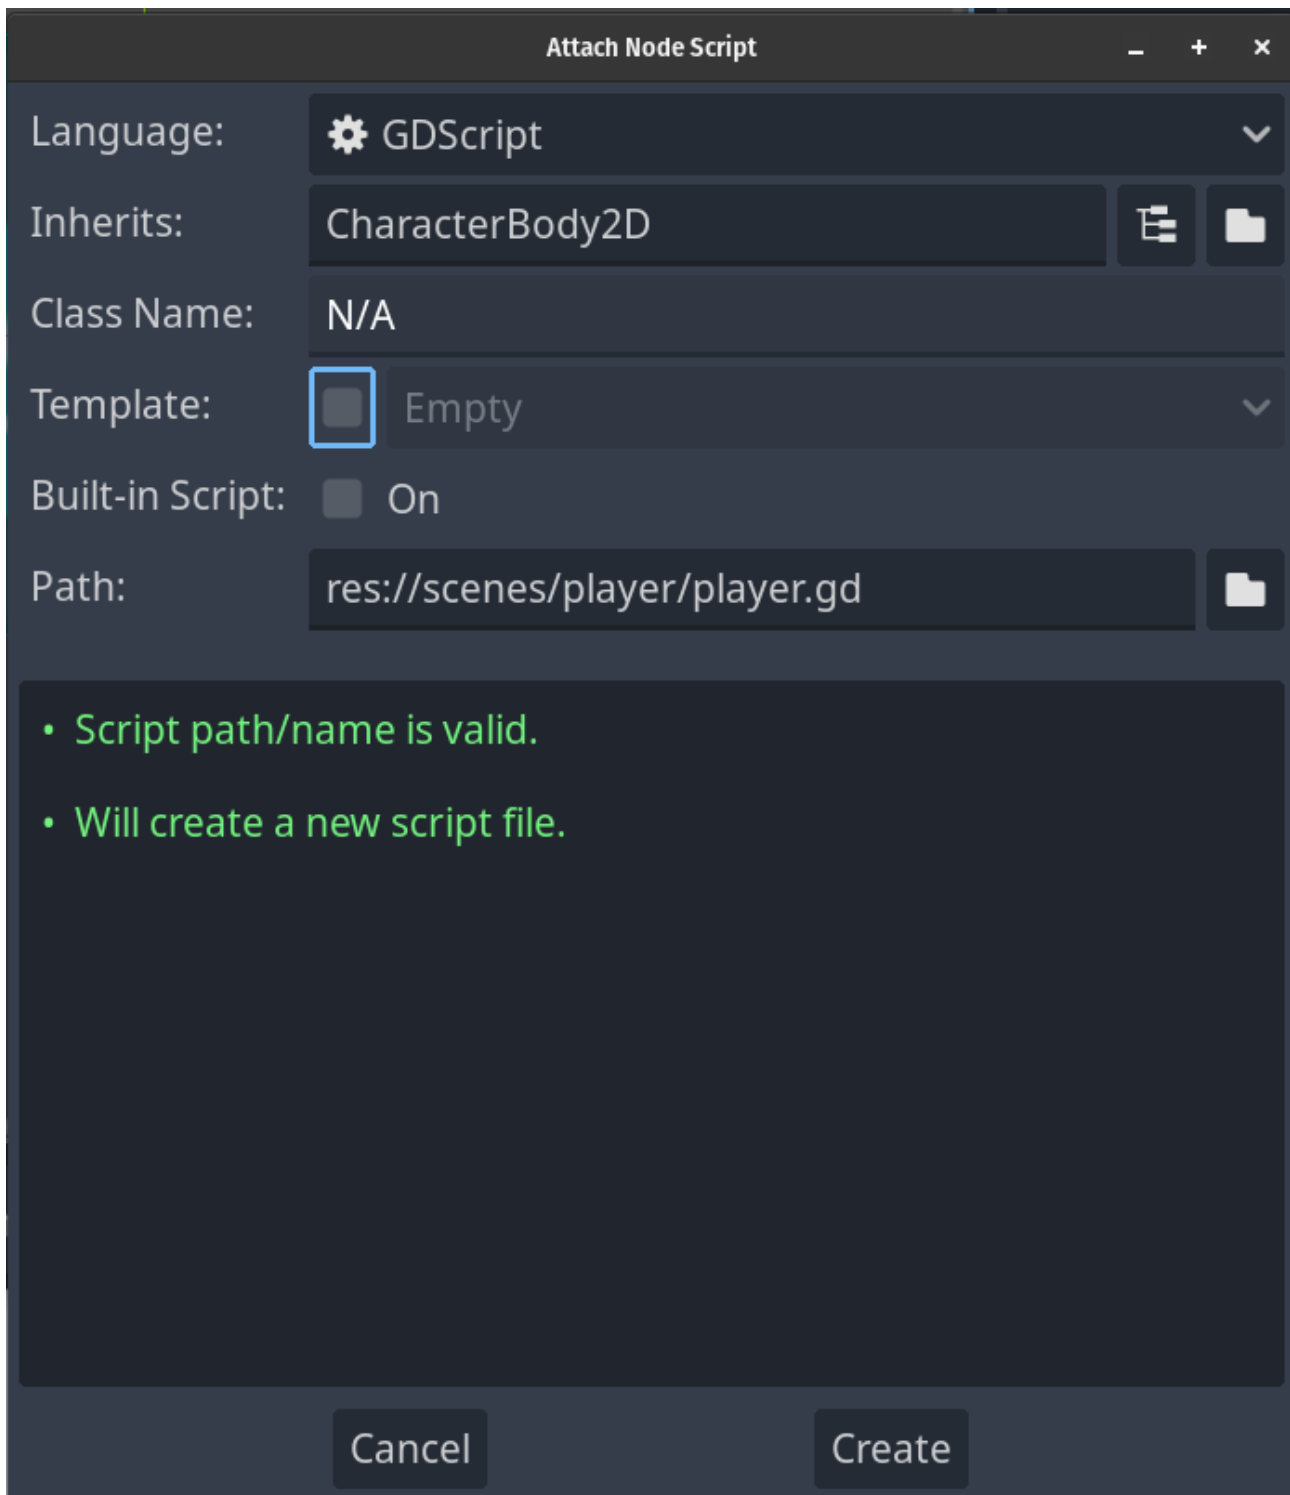 Attach Node Script
Language: GDScript
Inherits: CharacterBody2D
Class Name: N/A
Template: Empty
Built-in Script: On
Path: res://scenes/player/player.gd
• Script path/name is valid.
• Will create a new script file.
Cancel Create